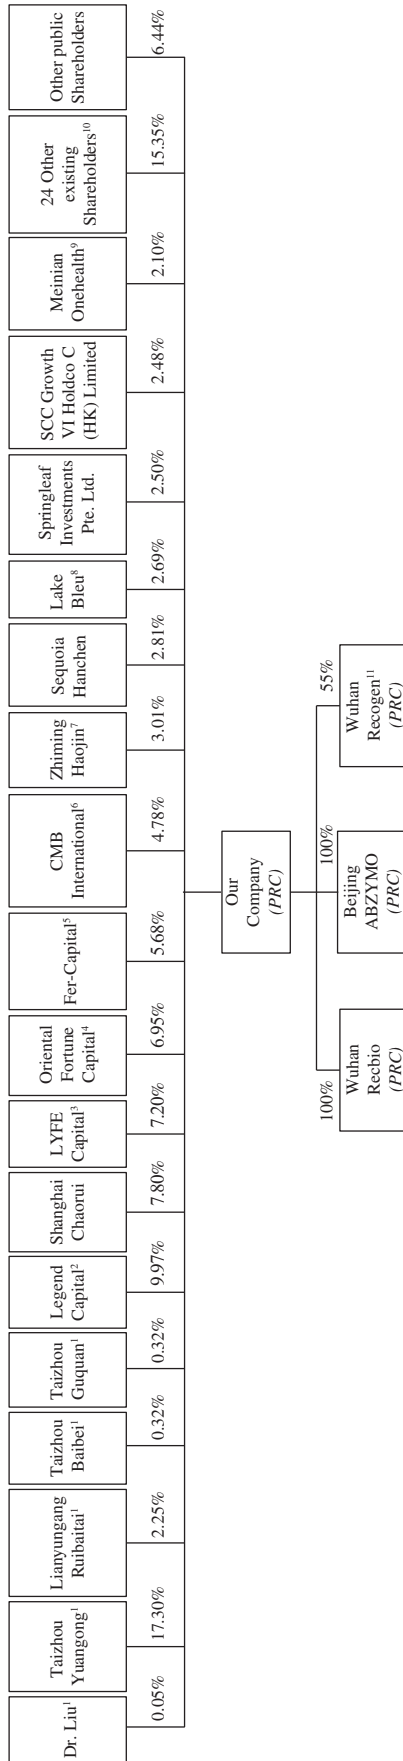 Dr. Liu1
Taizhou
Yuangong1
Lianyungang
Ruibaitai1
Taizhou
Baibei1
Taizhou
Guquan1
Legend
Capital2
Shanghai
Chaorui
LYFE
Capital3
Oriental
Fortune
Capital4
Fer-Capital5
CMB
International6
Zhiming
Haojin7
Sequoia
Hanchen
Lake
Bleu8
Springleaf
Investments
Pte. Ltd.
SCC Growth
VI Holdco C
(HK) Limited
Meinian
Onehealth9
24 Other
existing
Shareholders10
Other public
Shareholders
0.05%
17.30%
2.25%
0.32%
0.32%
9.97%
7.80%
7.20%
6.95%
5.68%
4.78%
3.01%
2.81%
2.69%
2.50%
2.48%
2.10%
15.35%
6.44%
Our
Company
(PRC)
100%
100%
55%
Wuhan
Recbio
(PRC)
Beijing
ABZYMO
(PRC)
Wuhan
Recogen11
(PRC)